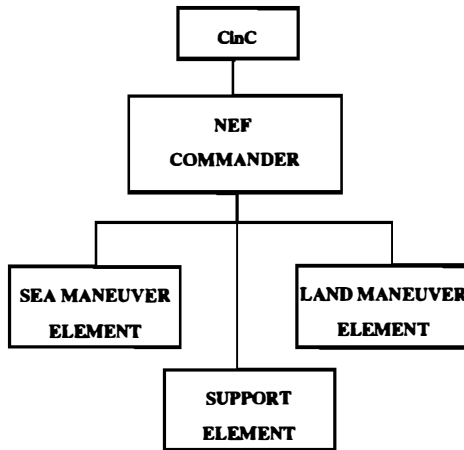 CinC
NEF
COMMANDER
SEA MANEUVER
ELEMENT
LAND MANEUVER
ELEMENT
SUPPORT
ELEMENT